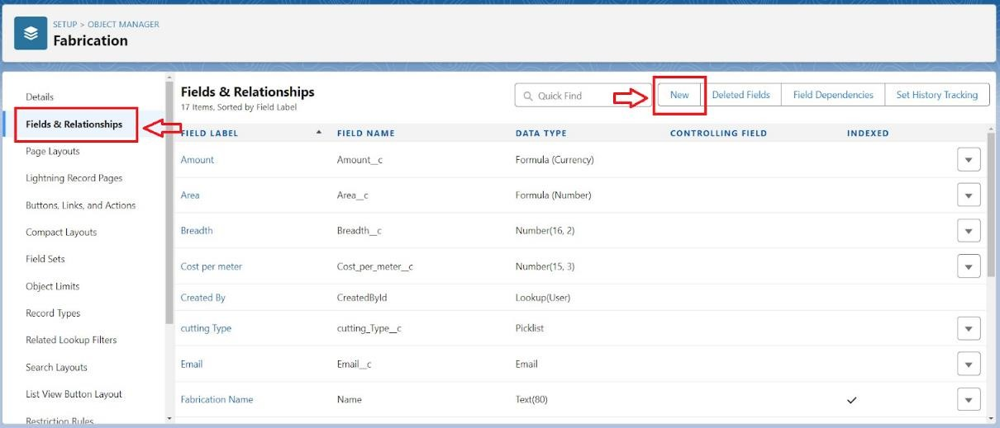 SETUP > OBJECT MANAGER
Fabrication
Details
Fields & Relationships
Page Layouts
Lightning Record Pages
Buttons, Links, and Actions
Compact Layouts
Field Sets
Object Limits
Record Types
Related Lookup Filters
Search Layouts
List View Button Layout
Restriction Rules
Fields & Relationships
17 Items, Sorted by Field Label
Quick Find
New
Deleted Fields
Field Dependencies
Set History Tracking
FIELD LABEL FIELD NAME DATA TYPE CONTROLLING FIELD INDEXED
Amount Amount__c Formula (Currency)
Area Area__c Formula (Number)
Breadth Breadth__c Number(16, 2)
Cost per meter Cost_per_meter__c Number(15, 3)
Created By CreatedById Lookup(User)
cutting Type cutting_Type__c Picklist
Email Email__c Email
Fabrication Name Name Text(80)